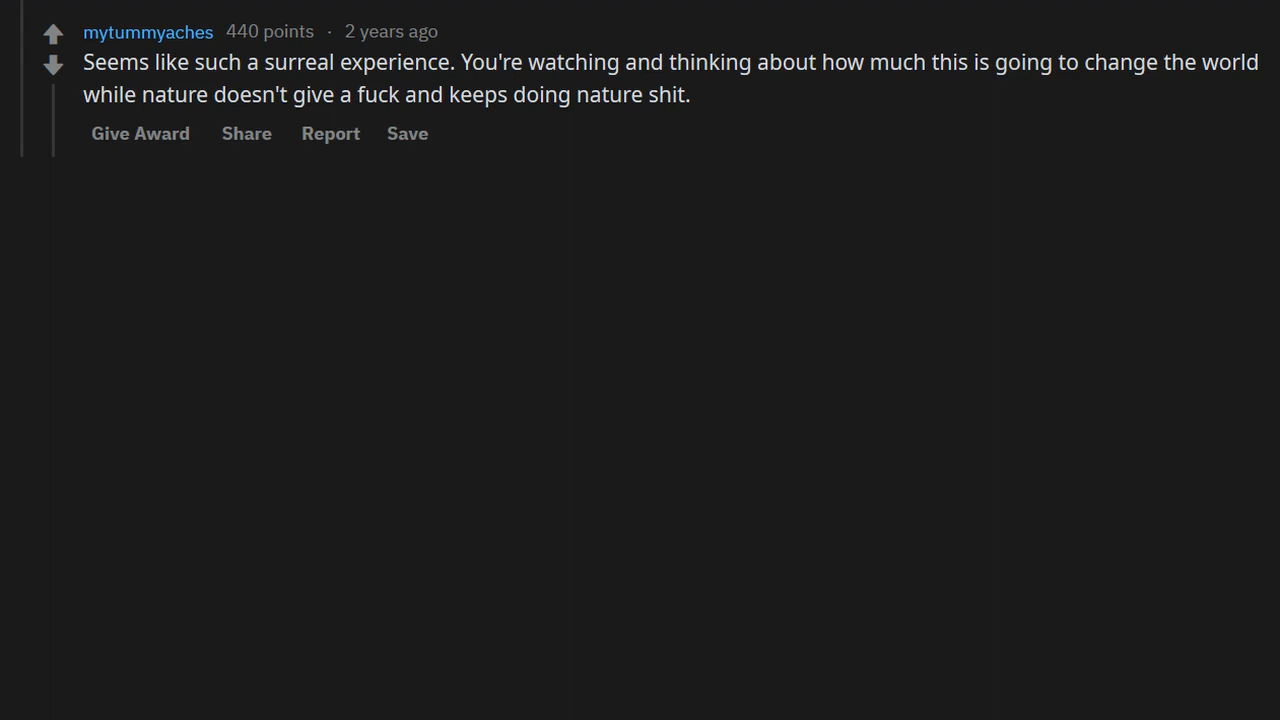 mytummyaches 440 points · 2 years ago
Seems like such a surreal experience. You're watching and thinking about how much this is going to change the world
while nature doesn't give a fuck and keeps doing nature shit.
Give Award Share Report Save